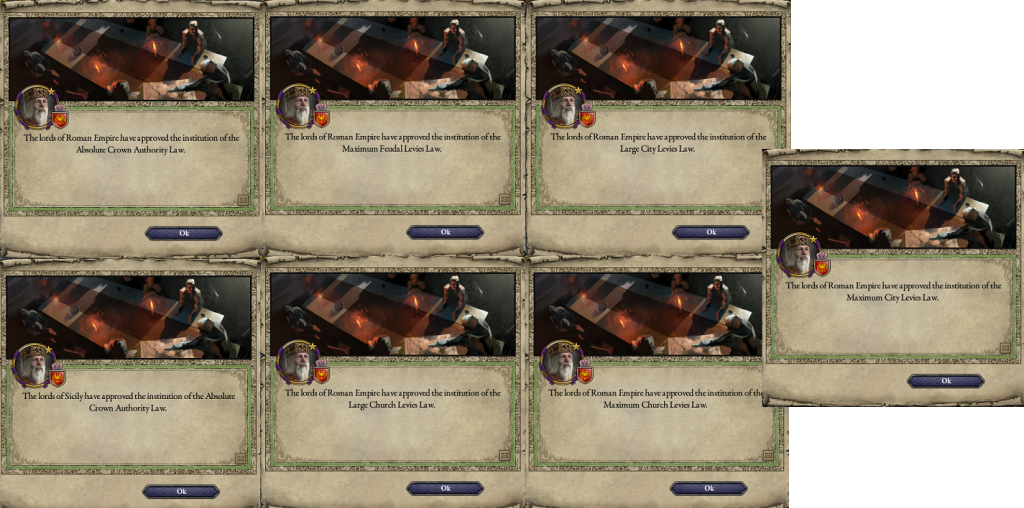 The lords of Roman Empire have approved the institution of the
Absolute Crown Authority Law.
Ok
The lords of Roman Empire have approved the institution of the
Maximum Feudal Levies Law.
Ok
The lords of Roman Empire have approved the institution of the
Large City Levies Law.
Ok
The lords of Roman Empire have approved the institution of the
Maximum City Levies Law.
Ok
The lords of Sicily have approved the institution of the Absolute
Crown Authority Law.
Ok
The lords of Roman Empire have approved the institution of the
Large Church Levies Law.
Ok
The lords of Roman Empire have approved the institution of the
Maximum Church Levies Law.
Ok